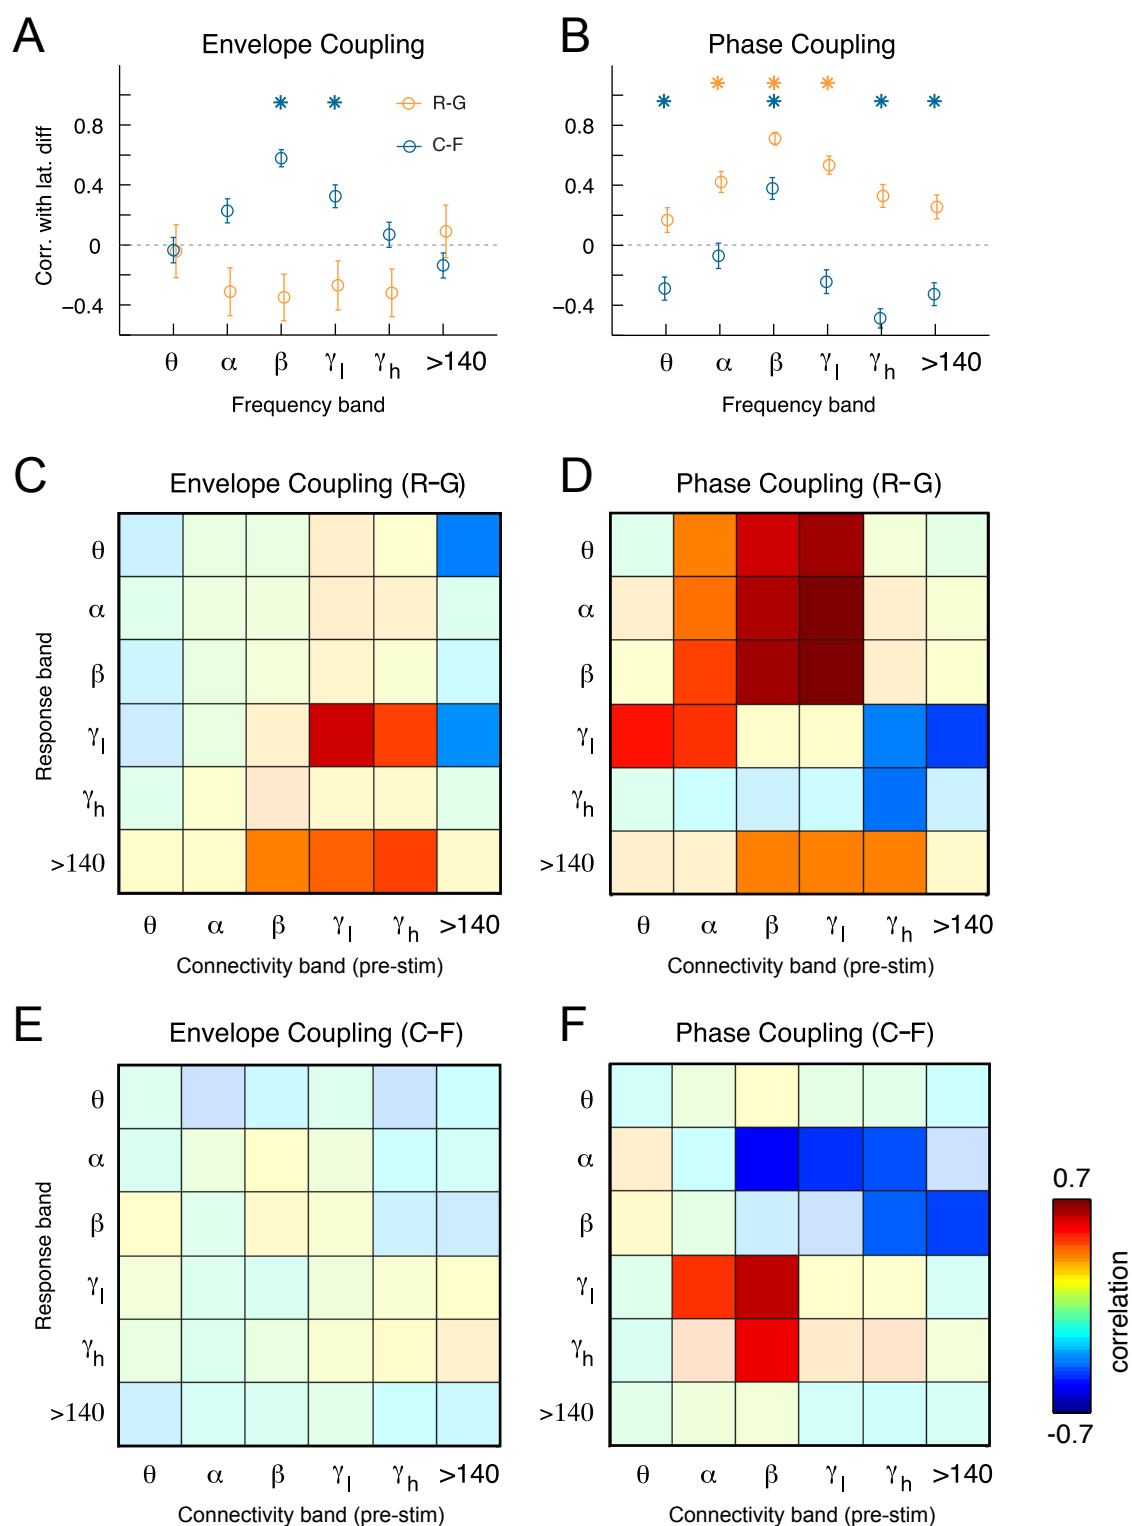 A
Envelope Coupling
B
Phase Coupling
Corr. with lat. diff
0.8
0.4
0
−0.4
R-G
C-F
θ α β γl γh >140
Frequency band
0.8
0.4
0
−0.4
θ α β γl γh >140
Frequency band
C
Envelope Coupling (R−G)
Response band
θ
α
β
γl
γh
>140
θ α β γl γh >140
Connectivity band (pre-stim)
D
Phase Coupling (R−G)
θ
α
β
γl
γh
>140
θ α β γl γh >140
Connectivity band (pre-stim)
E
Envelope Coupling (C−F)
Response band
θ
α
β
γl
γh
>140
θ α β γl γh >140
Connectivity band (pre-stim)
F
Phase Coupling (C−F)
θ
α
β
γl
γh
>140
θ α β γl γh >140
Connectivity band (pre-stim)
0.7
correlation
-0.7